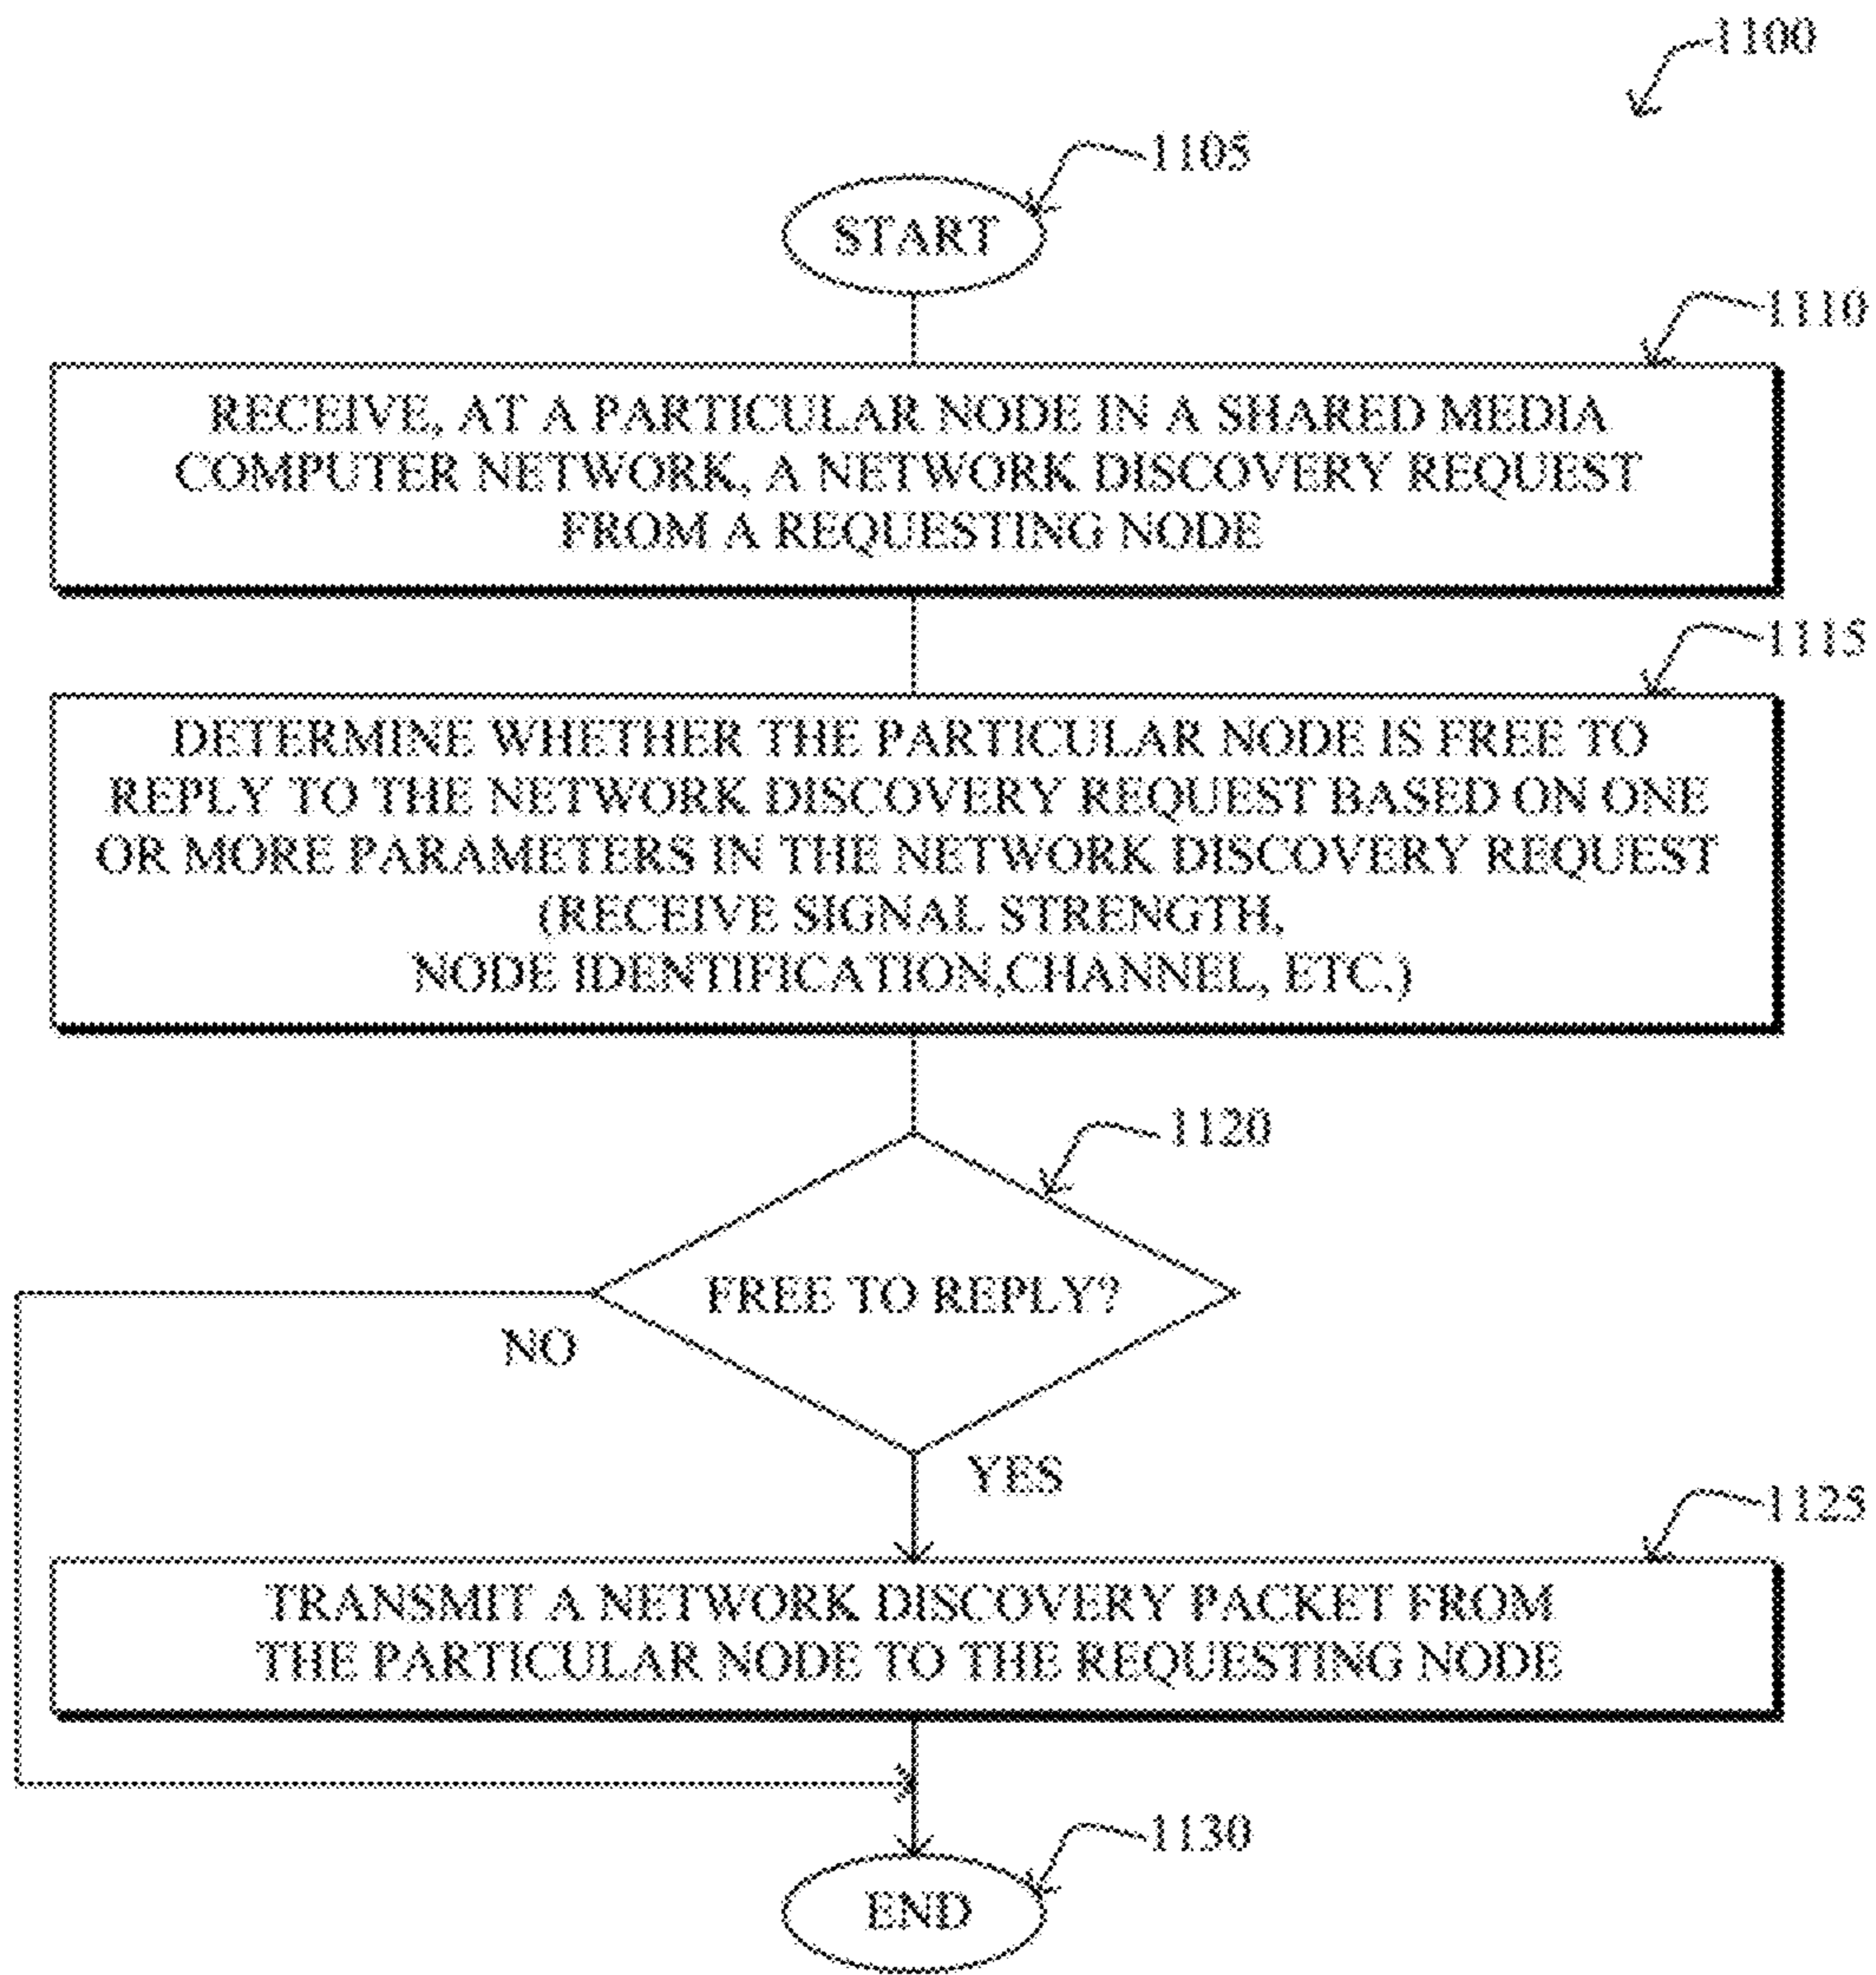 1100
1105
START
1110
RECEIVE, AT A PARTICULAR NODE IN A SHARED MEDIA
COMPUTER NETWORK, A NETWORK DISCOVERY REQUEST
FROM A REQUESTING NODE
1115
DETERMINE WHETHER THE PARTICULAR NODE IS FREE TO
REPLY TO THE NETWORK DISCOVERY REQUEST BASED ON ONE
OR MORE PARAMETERS IN THE NETWORK DISCOVERY REQUEST
(RECEIVE SIGNAL STRENGTH,
NODE IDENTIFICATION,CHANNEL, ETC.)
1120
FREE TO REPLY?
NO
YES
1125
TRANSMIT A NETWORK DISCOVERY PACKET FROM
THE PARTICULAR NODE TO THE REQUESTING NODE
1130
END